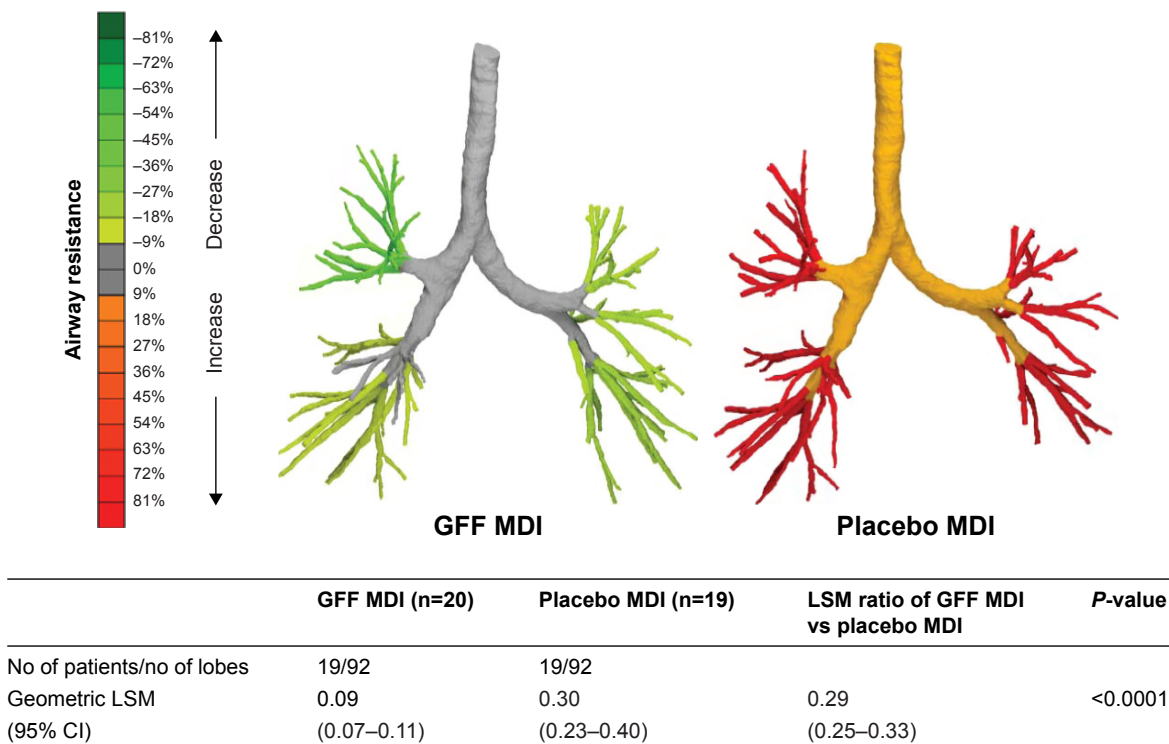 Airway resistance
–81%
–72%
–63%
–54%
–45%
–36%
–27%
–18%
–9%
0%
9%
18%
27%
36%
45%
54%
63%
72%
81%
Decrease
Increase
GFF MDI
Placebo MDI
GFF MDI (n=20) Placebo MDI (n=19) LSM ratio of GFF MDI P-value
vs placebo MDI
No of patients/no of lobes 19/92 19/92
Geometric LSM 0.09 0.30 0.29 <0.0001
(95% CI) (0.07–0.11) (0.23–0.40) (0.25–0.33)